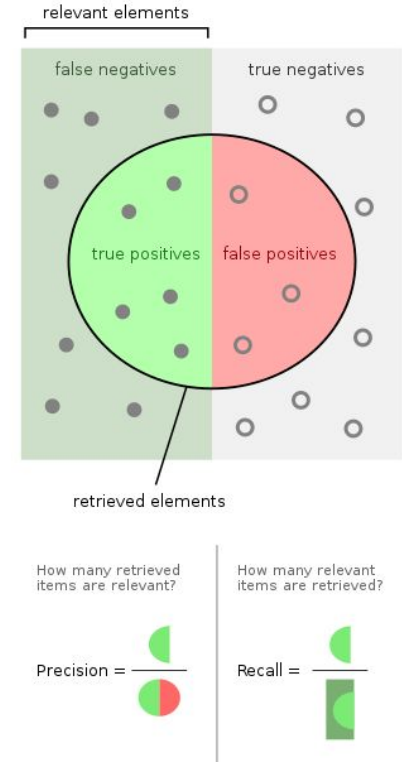 relevant elements
false negatives
true negatives
true positives
false positives
retrieved elements
How many retrieved
items are relevant?
Precision =
How many relevant
items are retrieved?
Recall =